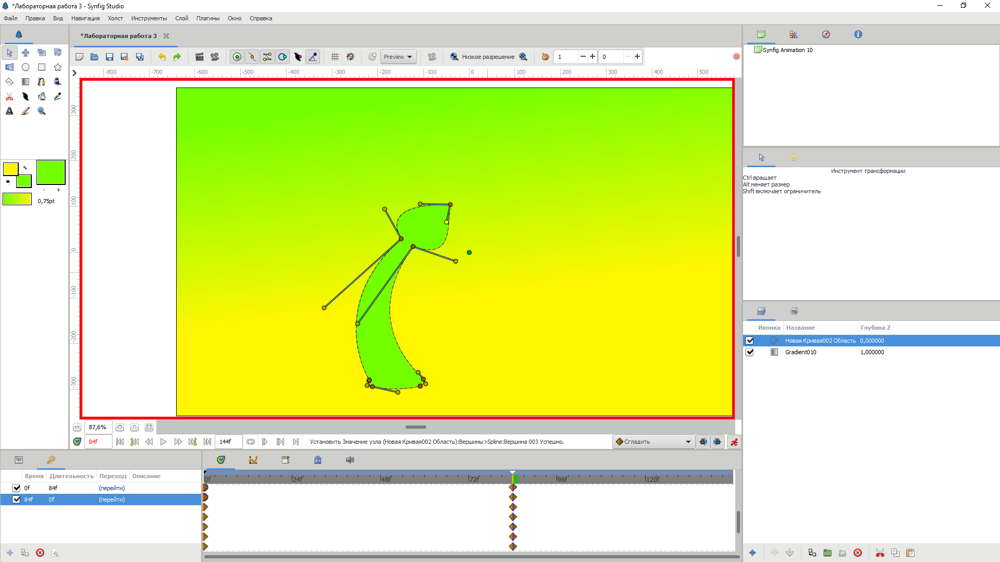 *Лабораторная работа 3 - Synfig Studio
Файл Правка Вид Навигация Холст Инструменты Слой Плагины Окно Справка
*Лабораторная работа 3
Preview Низкое разрешение 1 0
-800 -700 -600 -500 -400 -300 -200 -100 0 100 200 300 400 500
300
200
100
0
-100
-200
-300
- +
0,75pt
87,6%
84f 144f Установить Значение узла (Новая Кривая002 Область):Вершины>Spline:Вершина 003 Успешно. Сгладить
Время Длительность Переход Описание
0f 84f (перейти)
84f 0f (перейти)
0f 24f 48f 72f 96f 120f
Synfig Animation 10
Инструмент трансформации
Ctrl вращает
Alt меняет размер
Shift включает ограничитель
Иконка Название Глубина Z
Новая Кривая002 Область 0,000000
Gradient010 1,000000